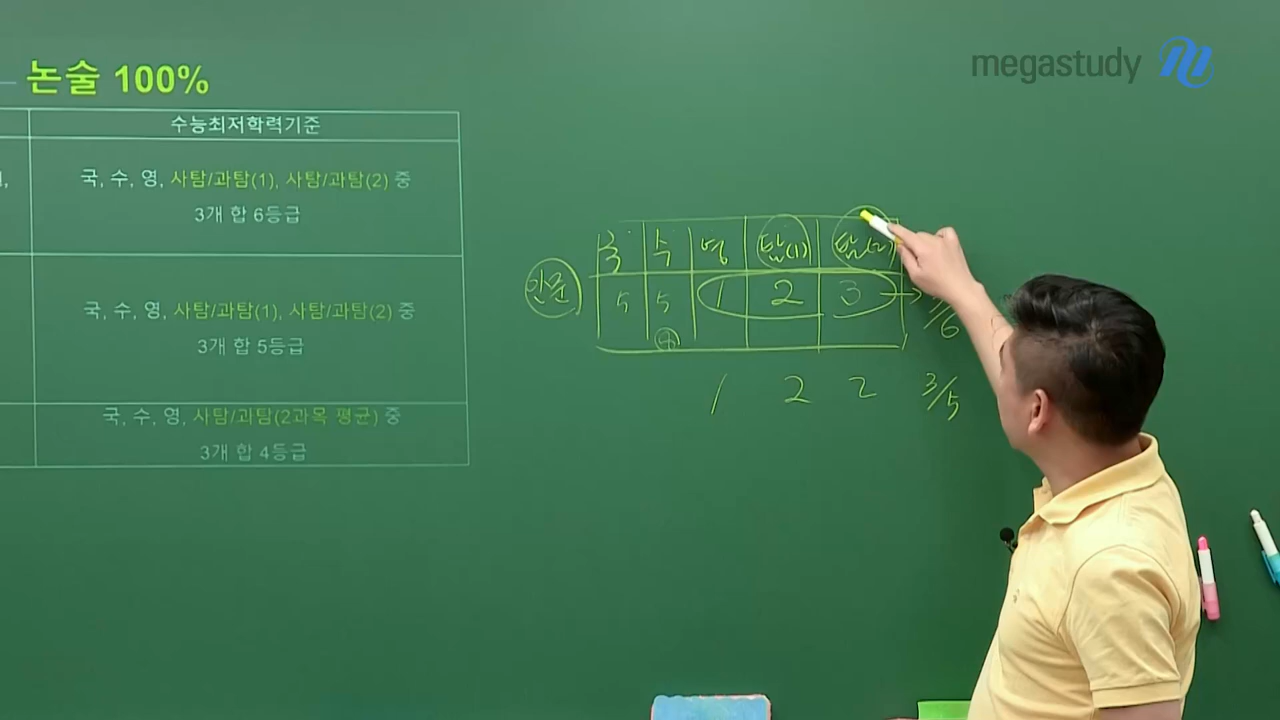 megastudy
논술 100%
수능최저학력기준
국, 수, 영, 사탐/과탐(1), 사탐/과탐(2) 중
3개 합 6등급
국, 수, 영, 사탐/과탐(1), 사탐/과탐(2) 중
3개 합 5등급
국, 수, 영, 사탐/과탐(2과목 평균) 중
3개 합 4등급
국 수 영 탐(1) 탐(2)
인문 5 5 1 2 3
1 2 2 3/5